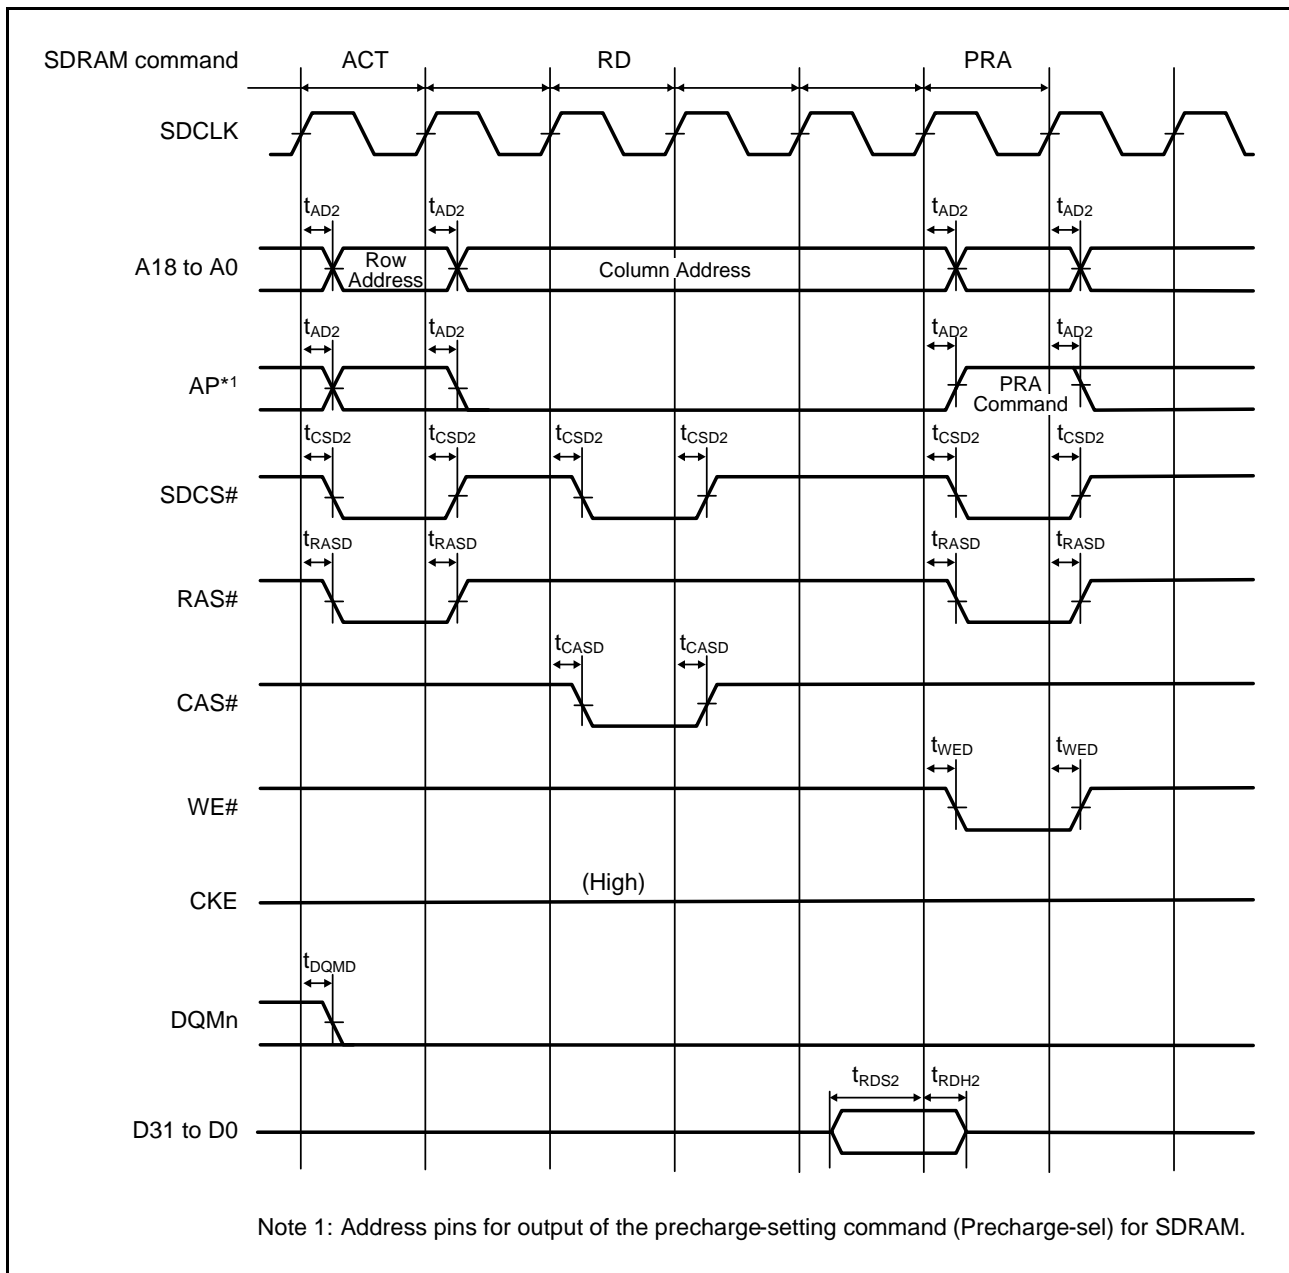 SDRAM command ACT RD PRA
SDCLK
tAD2 tAD2 tAD2 tAD2
A18 to A0
Row
Address
Column Address
tAD2 tAD2 tAD2 tAD2
AP*1
PRA
Command
tCSD2 tCSD2 tCSD2 tCSD2 tCSD2 tCSD2
SDCS#
tRASD tRASD tRASD tRASD
RAS#
tCASD tCASD
CAS#
tWED tWED
WE#
(High)
CKE
tDQMD
DQMn
tRDS2 tRDH2
D31 to D0
Note 1: Address pins for output of the precharge-setting command (Precharge-sel) for SDRAM.